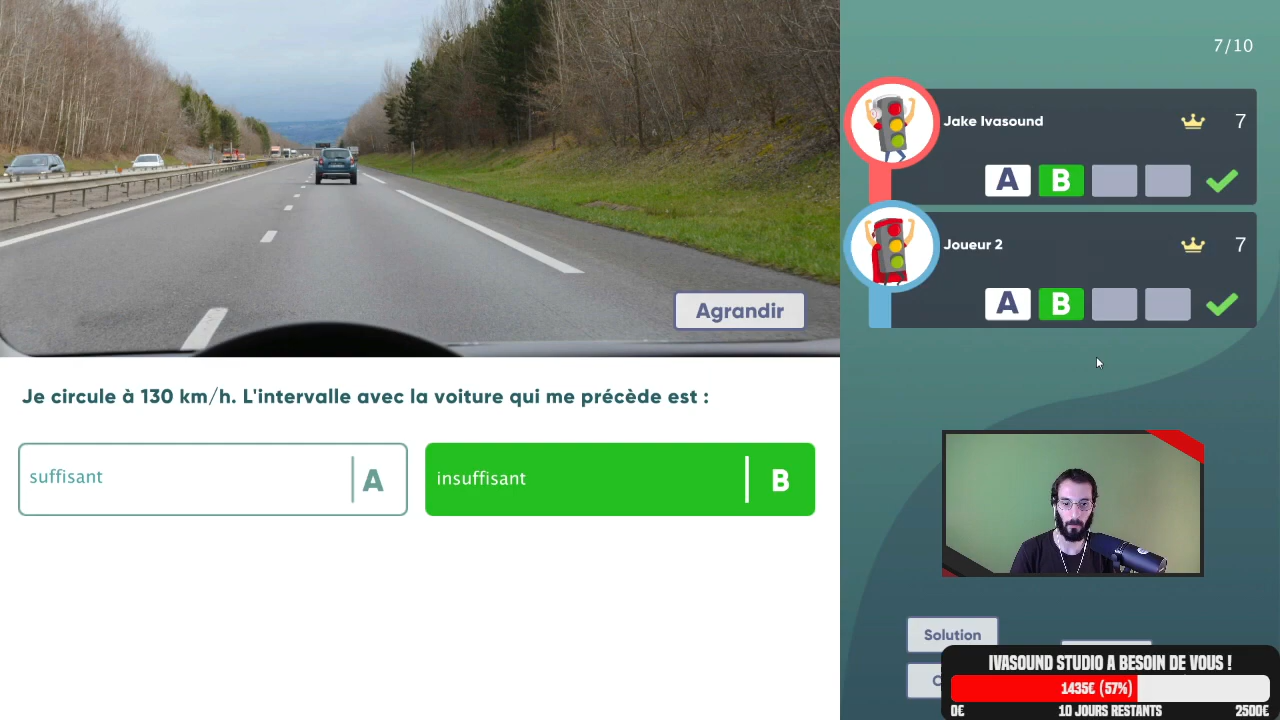 7/10
Jake Ivasound
7
A B
Joueur 2
7
A B
Agrandir
Je circule à 130 km/h. L'intervalle avec la voiture qui me précède est :
suffisant A
insuffisant B
Solution
IVASOUND STUDIO A BESOIN DE VOUS !
1435€ (57%)
0€ 10 JOURS RESTANTS 2500€